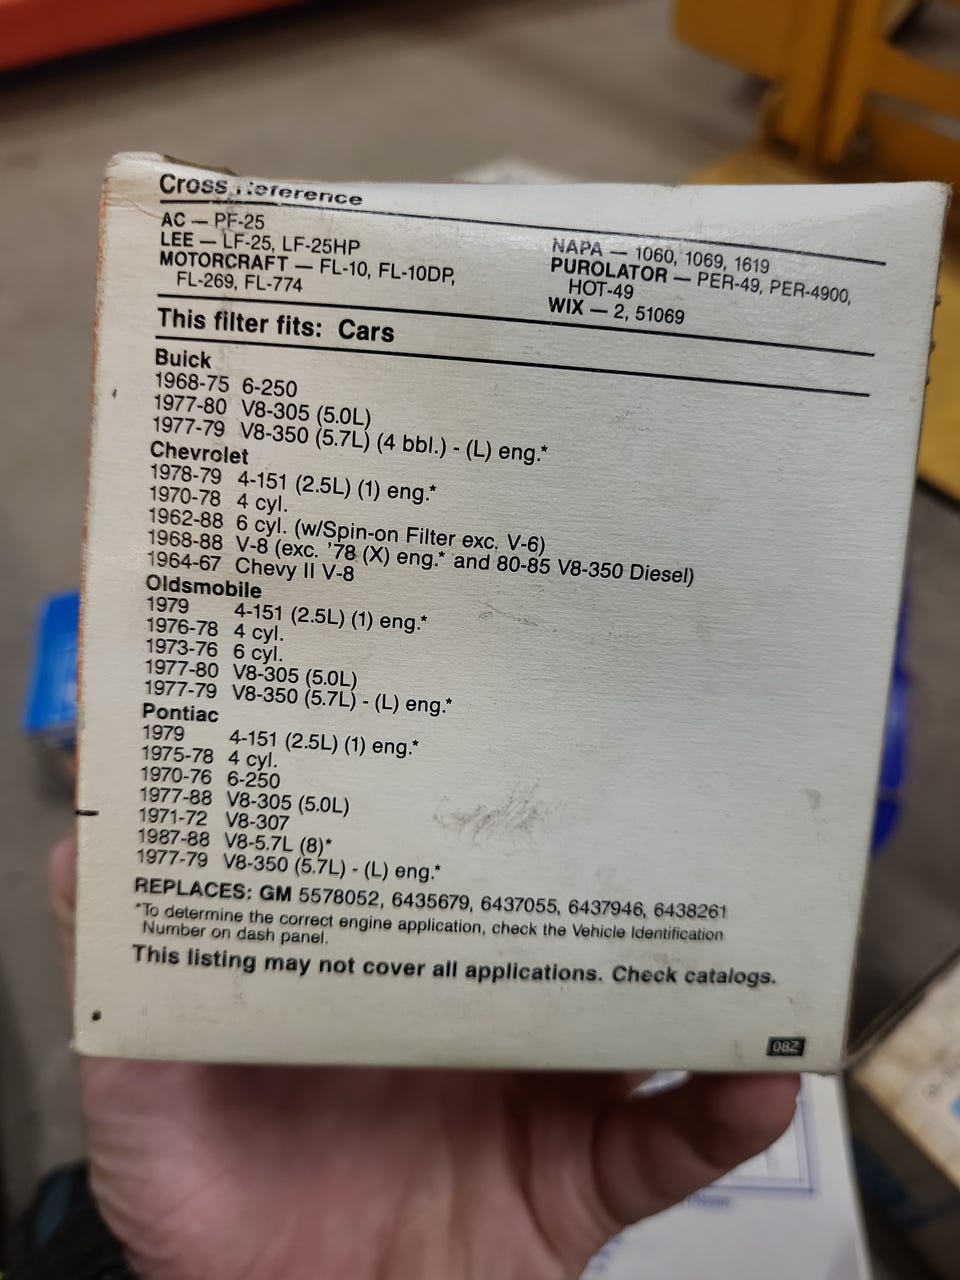 Cross Reference
AC — PF-25
LEE — LF-25, LF-25HP
MOTORCRAFT — FL-10, FL-10DP,
FL-269, FL-774
NAPA — 1060, 1069, 1619
PUROLATOR — PER-49, PER-4900,
HOT-49
WIX — 2, 51069
This filter fits: Cars
Buick
1968-75 6-250
1977-80 V8-305 (5.0L)
1977-79 V8-350 (5.7L) (4 bbl.) - (L) eng.*
Chevrolet
1978-79 4-151 (2.5L) (1) eng.*
1970-78 4 cyl.
1962-88 6 cyl. (w/Spin-on Filter exc. V-6)
1968-88 V-8 (exc. '78 (X) eng.* and 80-85 V8-350 Diesel)
1964-67 Chevy II V-8
Oldsmobile
1979 4-151 (2.5L) (1) eng.*
1976-78 4 cyl.
1973-76 6 cyl.
1977-80 V8-305 (5.0L)
1977-79 V8-350 (5.7L) - (L) eng.*
Pontiac
1979 4-151 (2.5L) (1) eng.*
1975-78 4 cyl.
1970-76 6-250
1977-88 V8-305 (5.0L)
1971-72 V8-307
1987-88 V8-5.7L (8)*
1977-79 V8-350 (5.7L) - (L) eng.*
REPLACES: GM 5578052, 6435679, 6437055, 6437946, 6438261
*To determine the correct engine application, check the Vehicle Identification
Number on dash panel.
This listing may not cover all applications. Check catalogs.
08Z